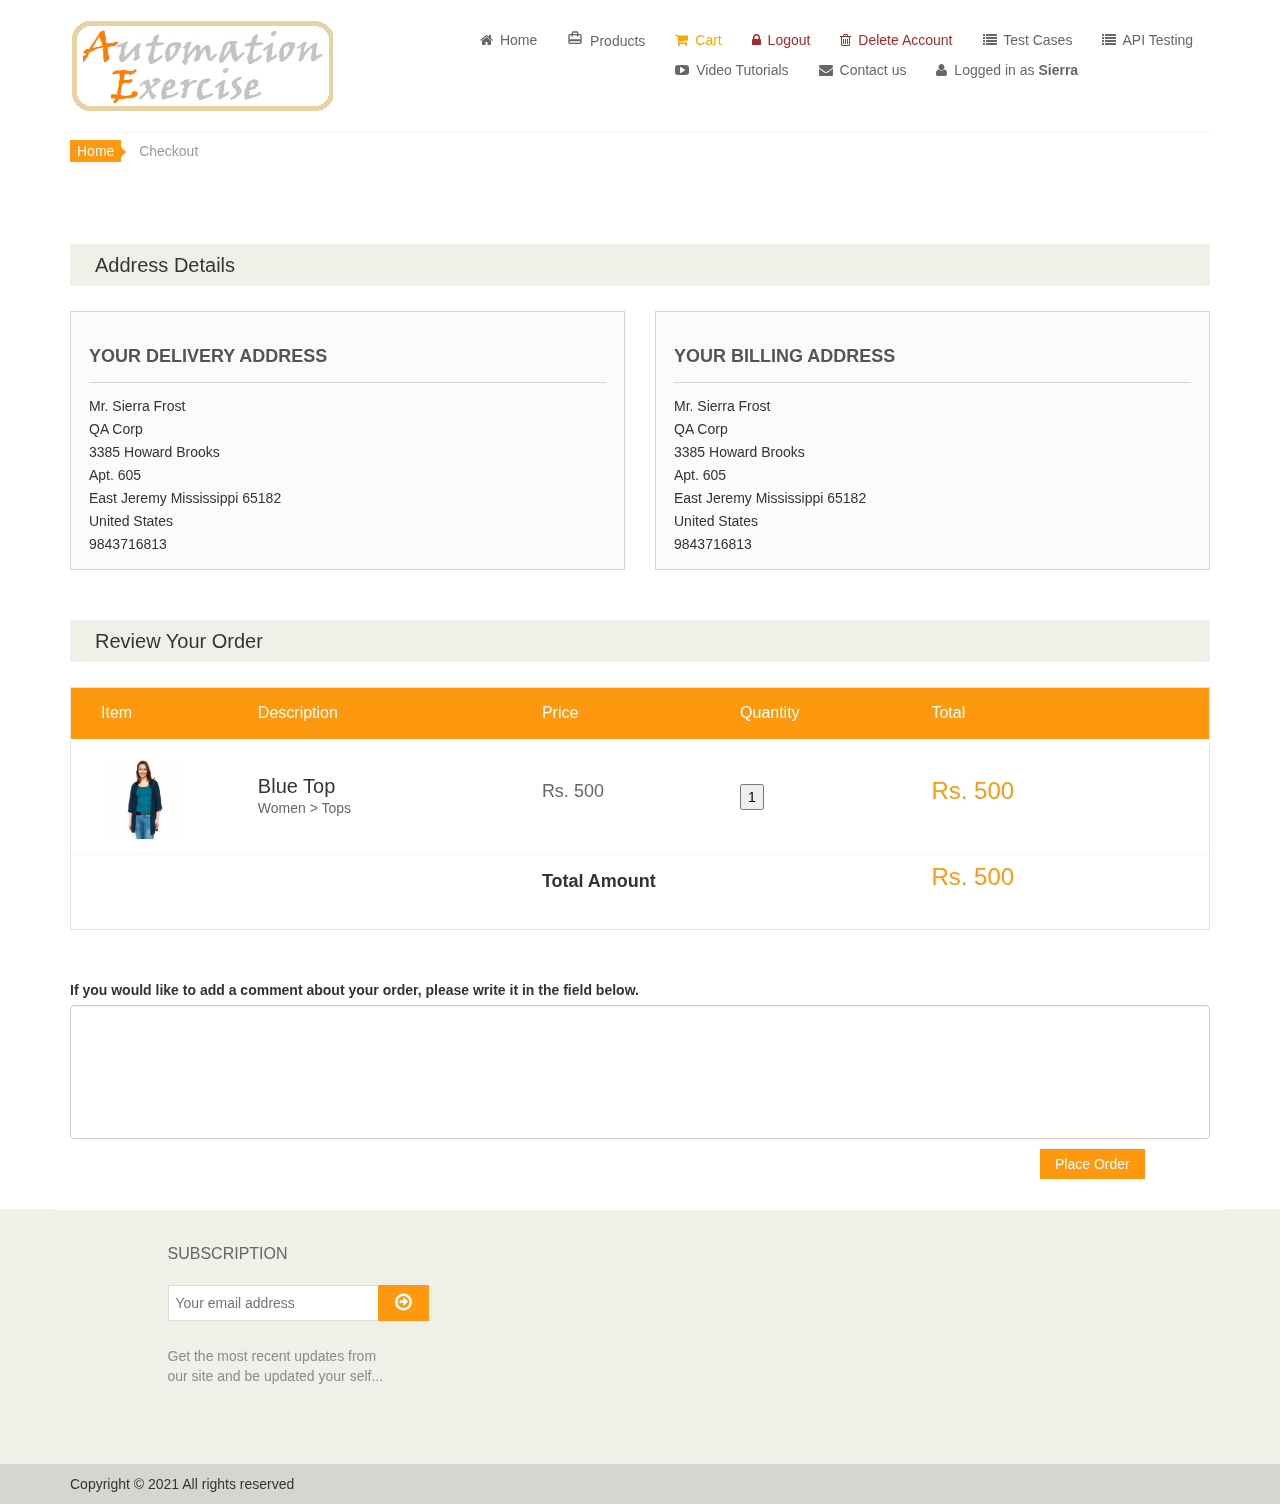 Automation
Exercise
Home
Products
Cart
Logout
Delete Account
Test Cases
API Testing
Video Tutorials
Contact us
Logged in as Sierra
Home
Checkout
Address Details
YOUR DELIVERY ADDRESS
Mr. Sierra Frost
QA Corp
3385 Howard Brooks
Apt. 605
East Jeremy Mississippi 65182
United States
9843716813
YOUR BILLING ADDRESS
Mr. Sierra Frost
QA Corp
3385 Howard Brooks
Apt. 605
East Jeremy Mississippi 65182
United States
9843716813
Review Your Order
Item Description Price Quantity Total
Blue Top
Women > Tops
Rs. 500
1
Rs. 500
Total Amount
Rs. 500
If you would like to add a comment about your order, please write it in the field below.
Place Order
SUBSCRIPTION
Your email address
Get the most recent updates from
our site and be updated your self...
Copyright © 2021 All rights reserved